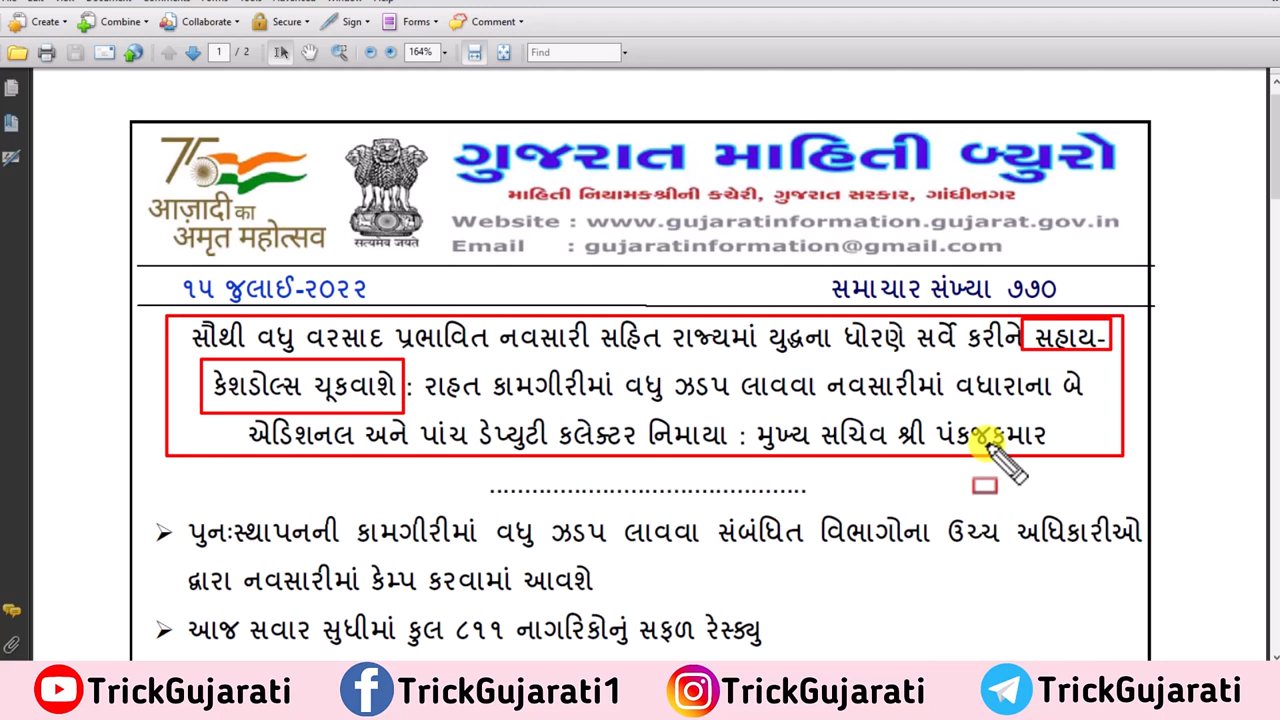 Create Combine Collaborate Secure Sign Forms Comment
1 / 2 164% Find
75
आज़ादी का
अमृत महोत्सव
सत्यमेव जयते
ગુજરાત માહિતી બ્યુરો
માહિતી નિયામકશ્રીની કચેરી, ગુજરાત સરકાર, ગાંધીનગર
Website : www.gujaratinformation.gujarat.gov.in
Email : gujaratinformation@gmail.com
૧૫ જુલાઈ-૨૦૨૨ સમાચાર સંખ્યા ૭૭૦
સૌથી વધુ વરસાદ પ્રભાવિત નવસારી સહિત રાજ્યમાં યુદ્ધના ધોરણે સર્વે કરીને સહાય-
કેશડોલ્સ ચૂકવાશે : રાહત કામગીરીમાં વધુ ઝડપ લાવવા નવસારીમાં વધારાના બે
એડિશનલ અને પાંચ ડેપ્યુટી કલેક્ટર નિમાયા : મુખ્ય સચિવ શ્રી પંકજકુમાર
..........................................
➢ પુનઃસ્થાપનની કામગીરીમાં વધુ ઝડપ લાવવા સંબંધિત વિભાગોના ઉચ્ચ અધિકારીઓ
દ્વારા નવસારીમાં કેમ્પ કરવામાં આવશે
➢ આજ સવાર સુધીમાં કુલ ૮૧૧ નાગરિકોનું સફળ રેસ્ક્યુ
TrickGujarati TrickGujarati1 TrickGujarati TrickGujarati